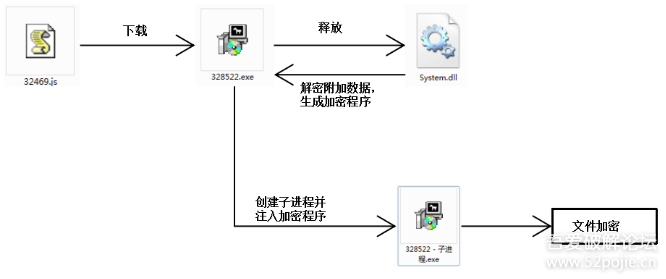 下载
释放
32469.js
328522.exe
System.dll
解密附加数据,
生成加密程序
创建子进程并
注入加密程序
328522 - 子进
程.exe
文件加密
吾爱破解论坛
www.52pojie.cn